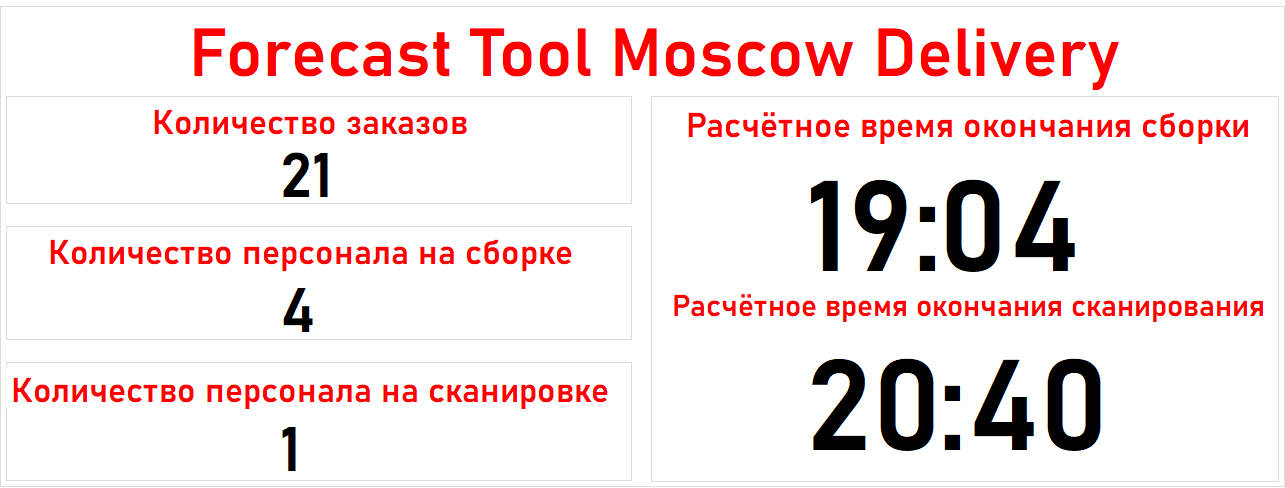 Forecast Tool Moscow Delivery
Количество заказов
21
Количество персонала на сборке
4
Количество персонала на сканировке
1
Расчётное время окончания сборки
19:04
Расчётное время окончания сканирования
20:40